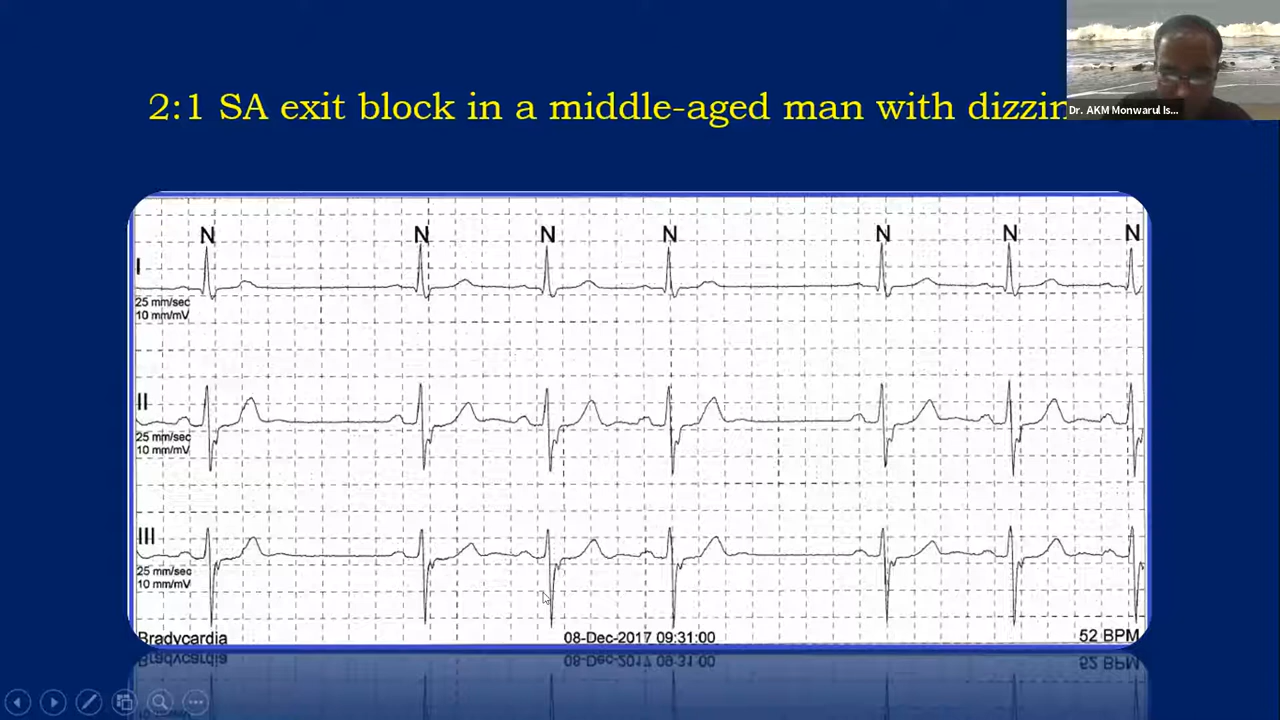 2:1 SA exit block in a middle-aged man with
Dr. AKM Monwarul Is...
N N N N N N N
I
25 mm/sec
10 mm/mV
II
25 mm/sec
10 mm/mV
III
25 mm/sec
10 mm/mV
Bradycardia 08-Dec-2017 09:31:00 52 BPM